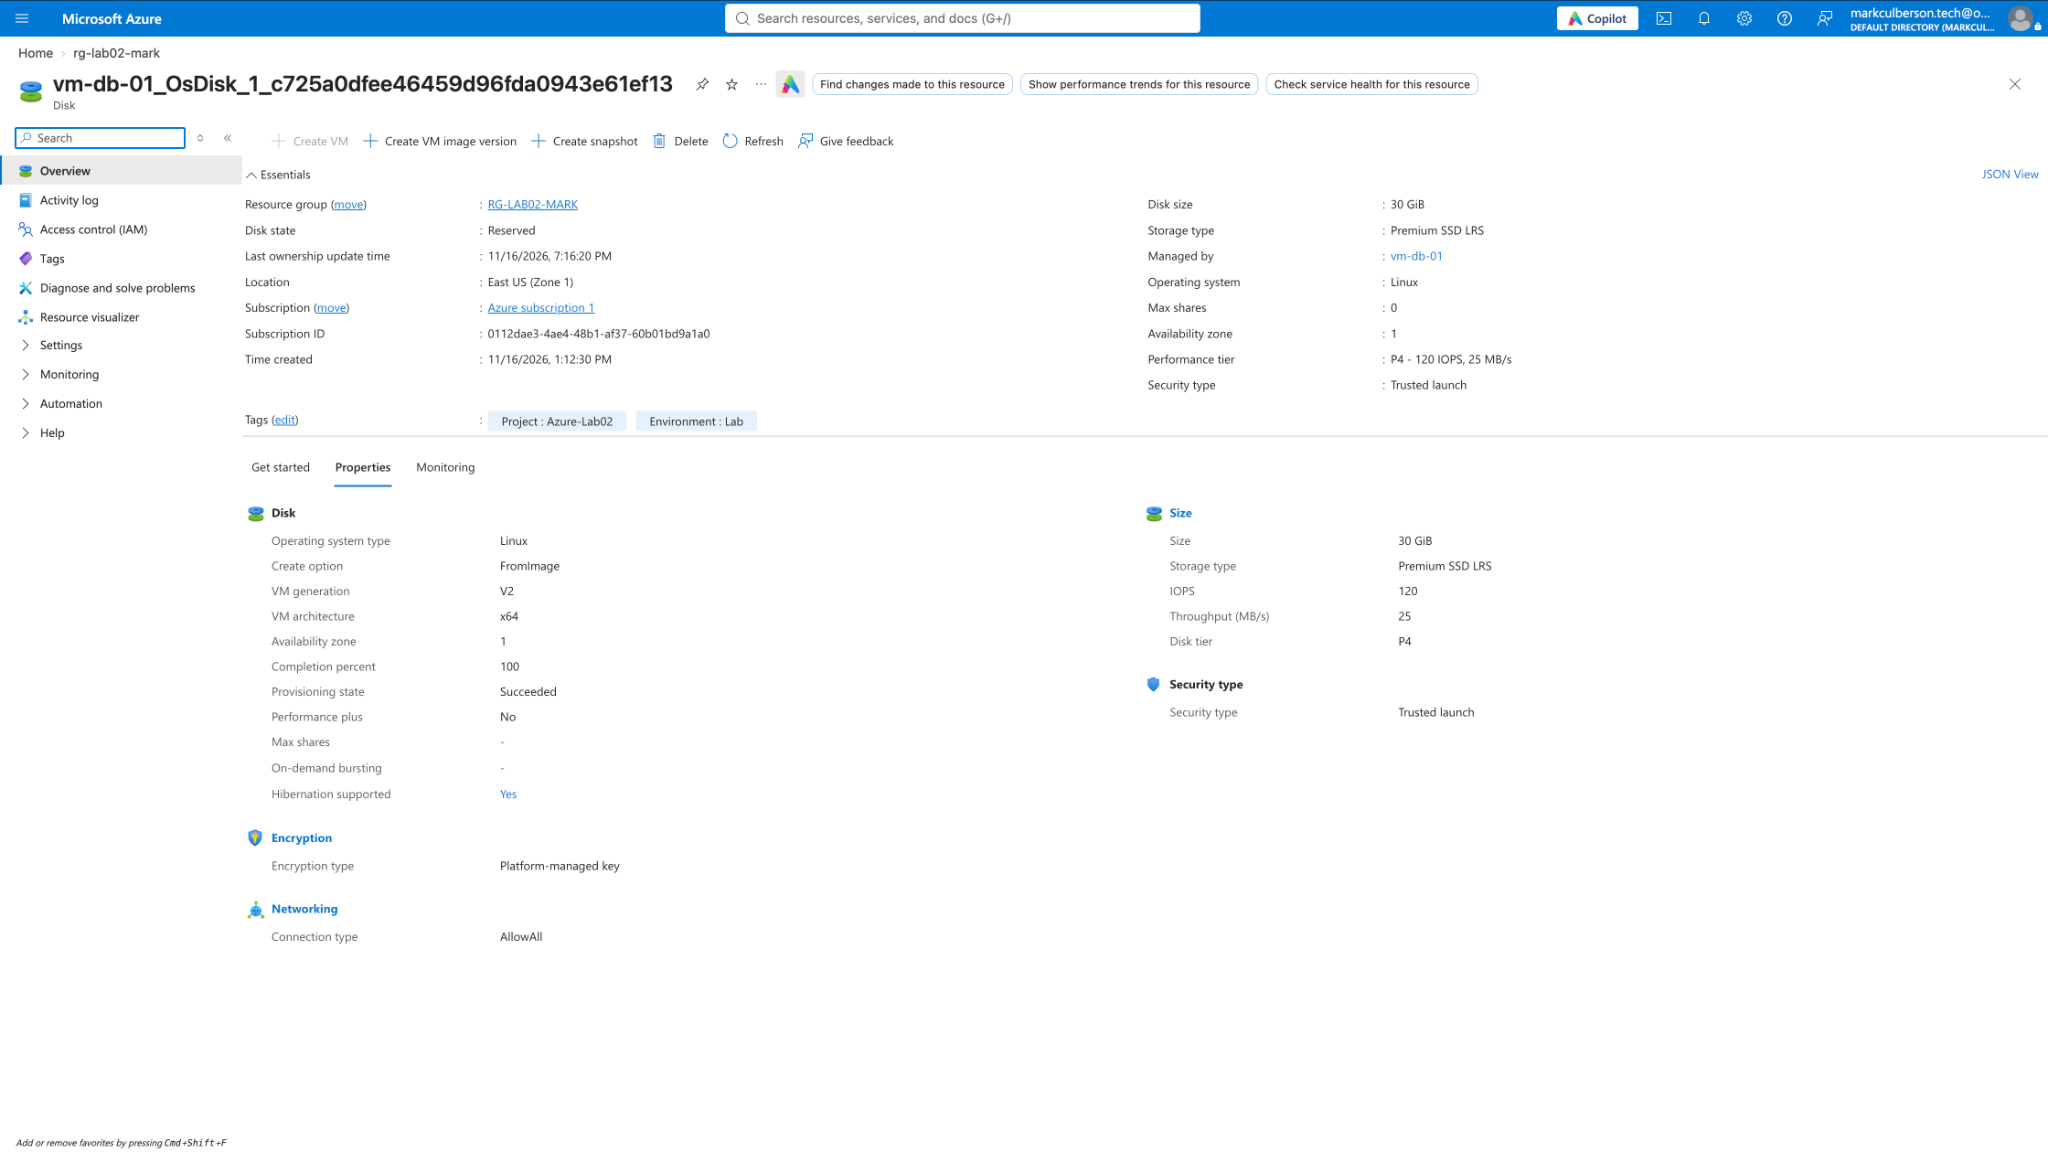 Microsoft Azure
Search resources, services, and docs (G+/)
Copilot
markculberson.tech@o...
DEFAULT DIRECTORY (MARKCUL...
Home > rg-lab02-mark
vm-db-01_OsDisk_1_c725a0dfee46459d96fda0943e61ef13
Disk
Find changes made to this resource
Show performance trends for this resource
Check service health for this resource
Search
Create VM
Create VM image version
Create snapshot
Delete
Refresh
Give feedback
Overview
Activity log
Access control (IAM)
Tags
Diagnose and solve problems
Resource visualizer
Settings
Monitoring
Automation
Help
Essentials
JSON View
Resource group (move) : RG-LAB02-MARK
Disk state : Reserved
Last ownership update time : 11/16/2026, 7:16:20 PM
Location : East US (Zone 1)
Subscription (move) : Azure subscription 1
Subscription ID : 0112dae3-4ae4-48b1-af37-60b01bd9a1a0
Time created : 11/16/2026, 1:12:30 PM
Disk size : 30 GiB
Storage type : Premium SSD LRS
Managed by : vm-db-01
Operating system : Linux
Max shares : 0
Availability zone : 1
Performance tier : P4 - 120 IOPS, 25 MB/s
Security type : Trusted launch
Tags (edit) : Project : Azure-Lab02 Environment : Lab
Get started
Properties
Monitoring
Disk
Operating system type Linux
Create option FromImage
VM generation V2
VM architecture x64
Availability zone 1
Completion percent 100
Provisioning state Succeeded
Performance plus No
Max shares -
On-demand bursting -
Hibernation supported Yes
Encryption
Encryption type Platform-managed key
Networking
Connection type AllowAll
Size
Size 30 GiB
Storage type Premium SSD LRS
IOPS 120
Throughput (MB/s) 25
Disk tier P4
Security type
Security type Trusted launch
Add or remove favorites by pressing Cmd+Shift+F